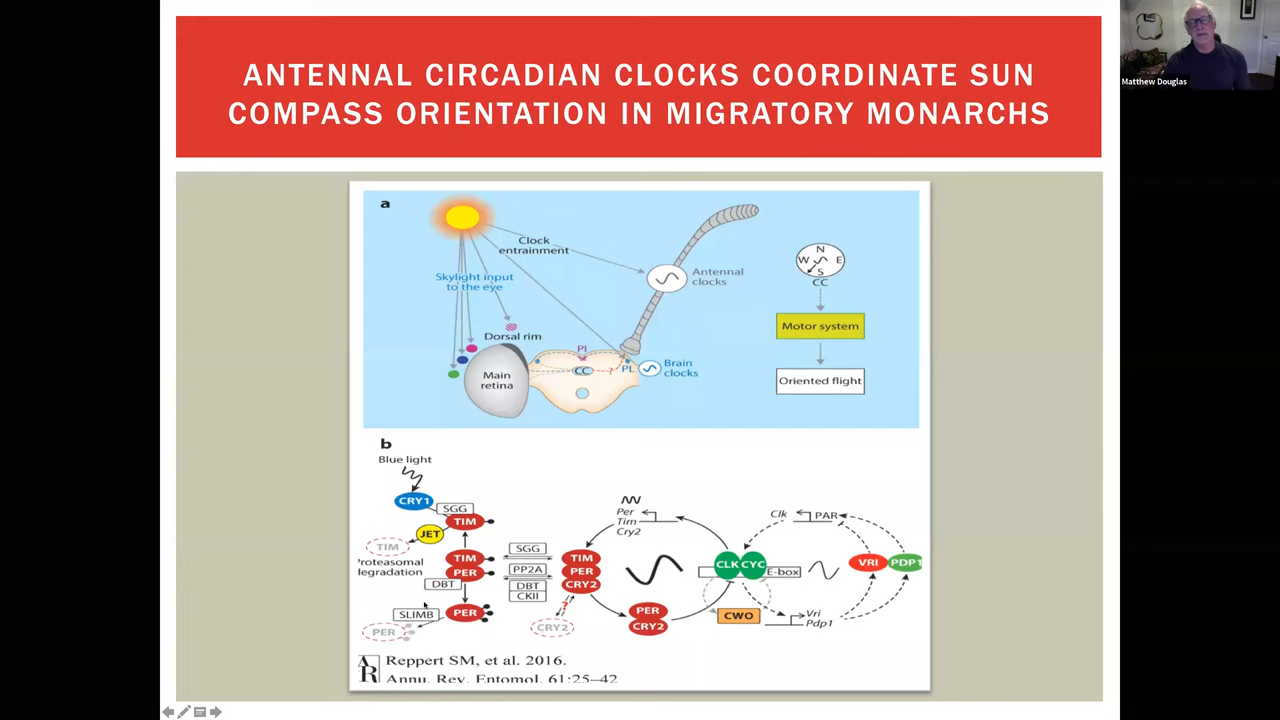 ANTENNAL CIRCADIAN CLOCKS COORDINATE SUN
COMPASS ORIENTATION IN MIGRATORY MONARCHS
Matthew Douglas
a
Clock
entrainment
Skylight input
to the eye
Antennal
clocks
Dorsal rim
Main
retina
PI
CC
?
PL
Brain
clocks
N
W E
S
CC
Motor system
Oriented flight
b
Blue light
CRY1
SGG
TIM
JET
TIM
Proteasomal
degradation
TIM
PER
DBT
SLIMB
PER
PER
SGG
PP2A
DBT
CKII
TIM
PER
CRY2
?
CRY2
Per
Tim
Cry2
PER
CRY2
CLK CYC
E-box
CWO
Clk
PAR
VRI
PDP1
Vri
Pdp1
AR
Reppert SM, et al. 2016.
Annu. Rev. Entomol. 61:25–42